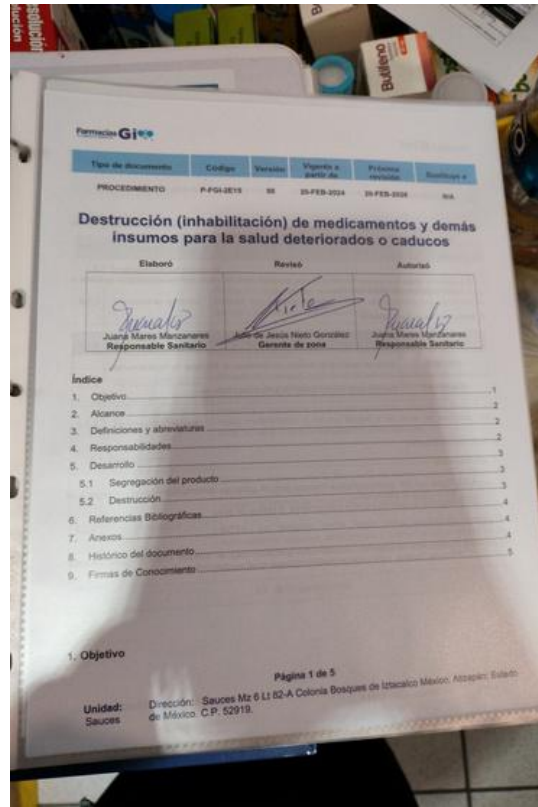 solución
Butifeno
Farmacias Gi
Tipo de documento Código Versión Vigente a partir de Próxima revisión Sustituye a
PROCEDIMIENTO P-FGI-2E15 00 20-FEB-2024 20-FEB-2026 N/A
Destrucción (inhabilitación) de medicamentos y demás
insumos para la salud deteriorados o caducos
Elaboró Revisó Autorizó
Juana Mares Manzanares Julio de Jesús Nieto González Juana Mares Manzanares
Responsable Sanitario Gerente de zona Responsable Sanitario
Índice
1. Objetivo 1
2. Alcance 2
3. Definiciones y abreviaturas 2
4. Responsabilidades 2
5. Desarrollo 3
5.1 Segregación del producto 3
5.2 Destrucción 3
6. Referencias Bibliográficas 4
7. Anexos 4
8. Histórico del documento 4
9. Firmas de Conocimiento 5
1. Objetivo
Página 1 de 5
Unidad: Dirección: Sauces Mz 6 Lt 82-A Colonia Bosques de Iztacalco México, Atizapán, Estado
Sauces de México. C.P. 52919.